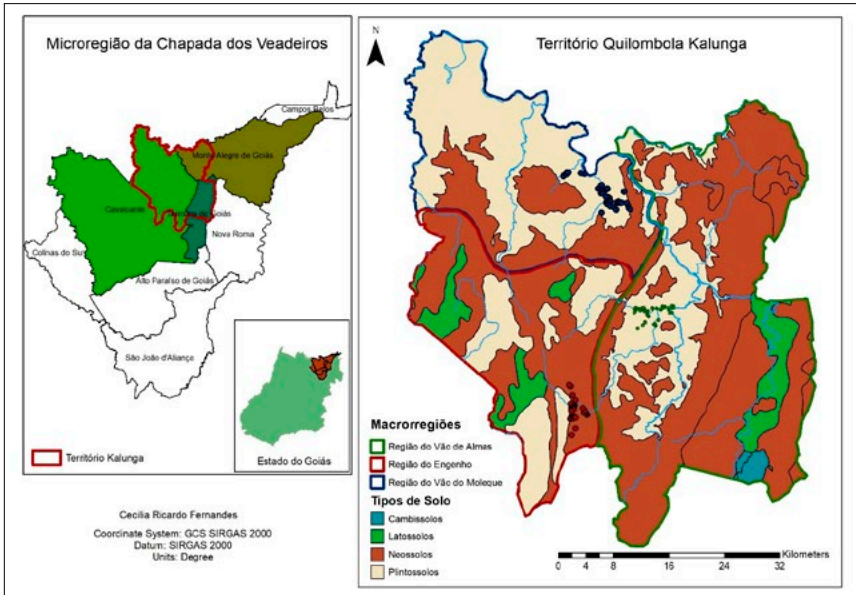 Microregião da Chapada dos Veadeiros
Campos Belos
Monte Alegre de Goiás
Cavalcante
de Goiás
Nova Roma
Colinas do Su
Alto Paraíso de Goiás
São João d'Aliança
Território Kalunga
Estado do Goiás
Cecília Ricardo Fernandes
Coordinate System: GCS SIRGAS 2000
Datum: SIRGAS 2000
Units: Degree
N
Território Quilombola Kalunga
Macrorregiões
Região do Vão de Almas
Região do Engenho
Região do Vão do Moleque
Tipos de Solo
Cambissolos
Latossolos
Neossolos
Plintossolos
0 4 8 16 24 32 Kilometers